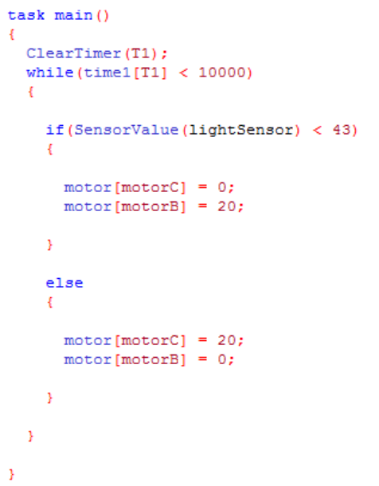 task main()
{
ClearTimer(T1);
while(time1[T1] < 10000)
{
if(SensorValue(lightSensor) < 43)
{
motor[motorC] = 0;
motor[motorB] = 20;
}
else
{
motor[motorC] = 20;
motor[motorB] = 0;
}
}
}